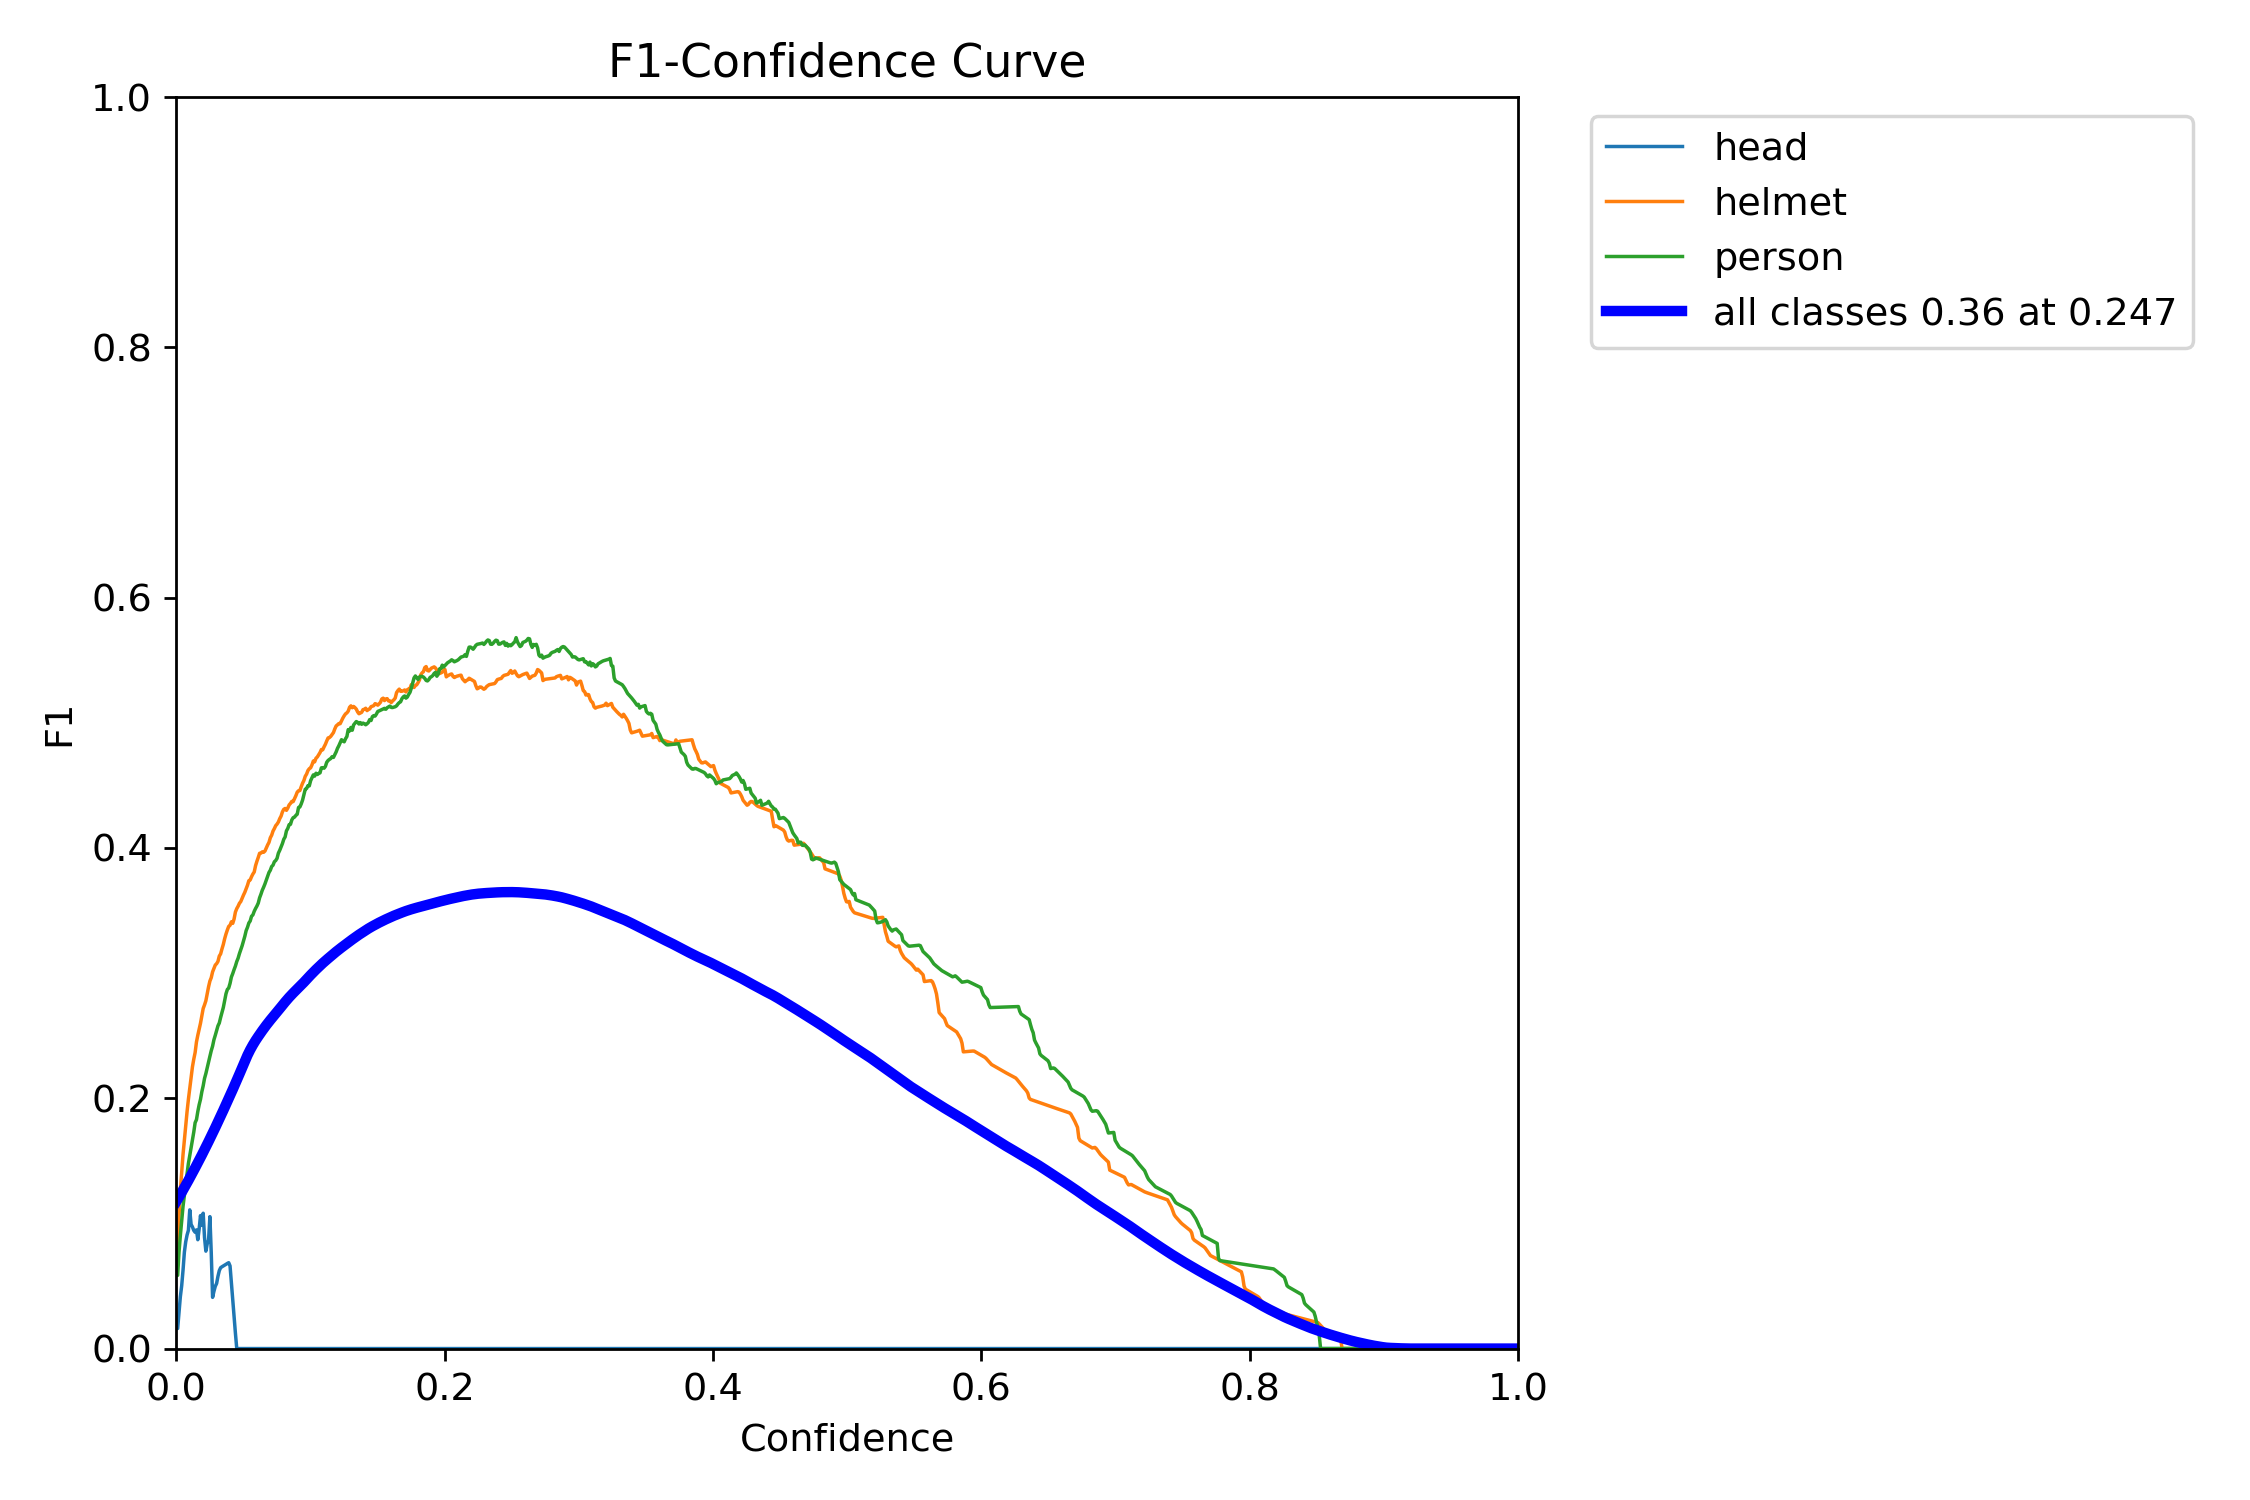 F1-Confidence Curve
1.0
0.8
0.6
0.4
0.2
0.0
F1
0.0 0.2 0.4 0.6 0.8 1.0
Confidence
head
helmet
person
all classes 0.36 at 0.247